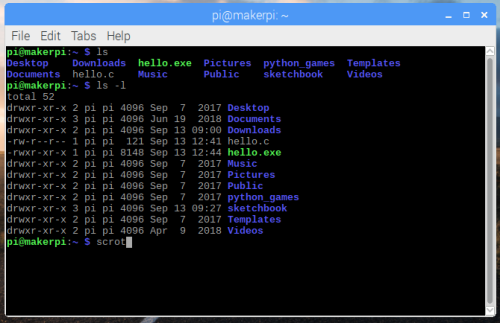 pi@makerpi: ~
File Edit Tabs Help
pi@makerpi:~ $ ls
Desktop Downloads hello.exe Pictures python_games Templates
Documents hello.c Music Public sketchbook Videos
pi@makerpi:~ $ ls -l
total 52
drwxr-xr-x 2 pi pi 4096 Sep 7 2017 Desktop
drwxr-xr-x 3 pi pi 4096 Jun 19 2018 Documents
drwxr-xr-x 2 pi pi 4096 Sep 13 09:00 Downloads
-rw-r--r-- 1 pi pi 121 Sep 13 12:41 hello.c
-rwxr-xr-x 1 pi pi 8148 Sep 13 12:44 hello.exe
drwxr-xr-x 2 pi pi 4096 Sep 7 2017 Music
drwxr-xr-x 2 pi pi 4096 Sep 7 2017 Pictures
drwxr-xr-x 2 pi pi 4096 Sep 7 2017 Public
drwxr-xr-x 2 pi pi 4096 Sep 7 2017 python_games
drwxr-xr-x 3 pi pi 4096 Sep 13 09:27 sketchbook
drwxr-xr-x 2 pi pi 4096 Sep 7 2017 Templates
drwxr-xr-x 2 pi pi 4096 Apr 9 2018 Videos
pi@makerpi:~ $ scrot